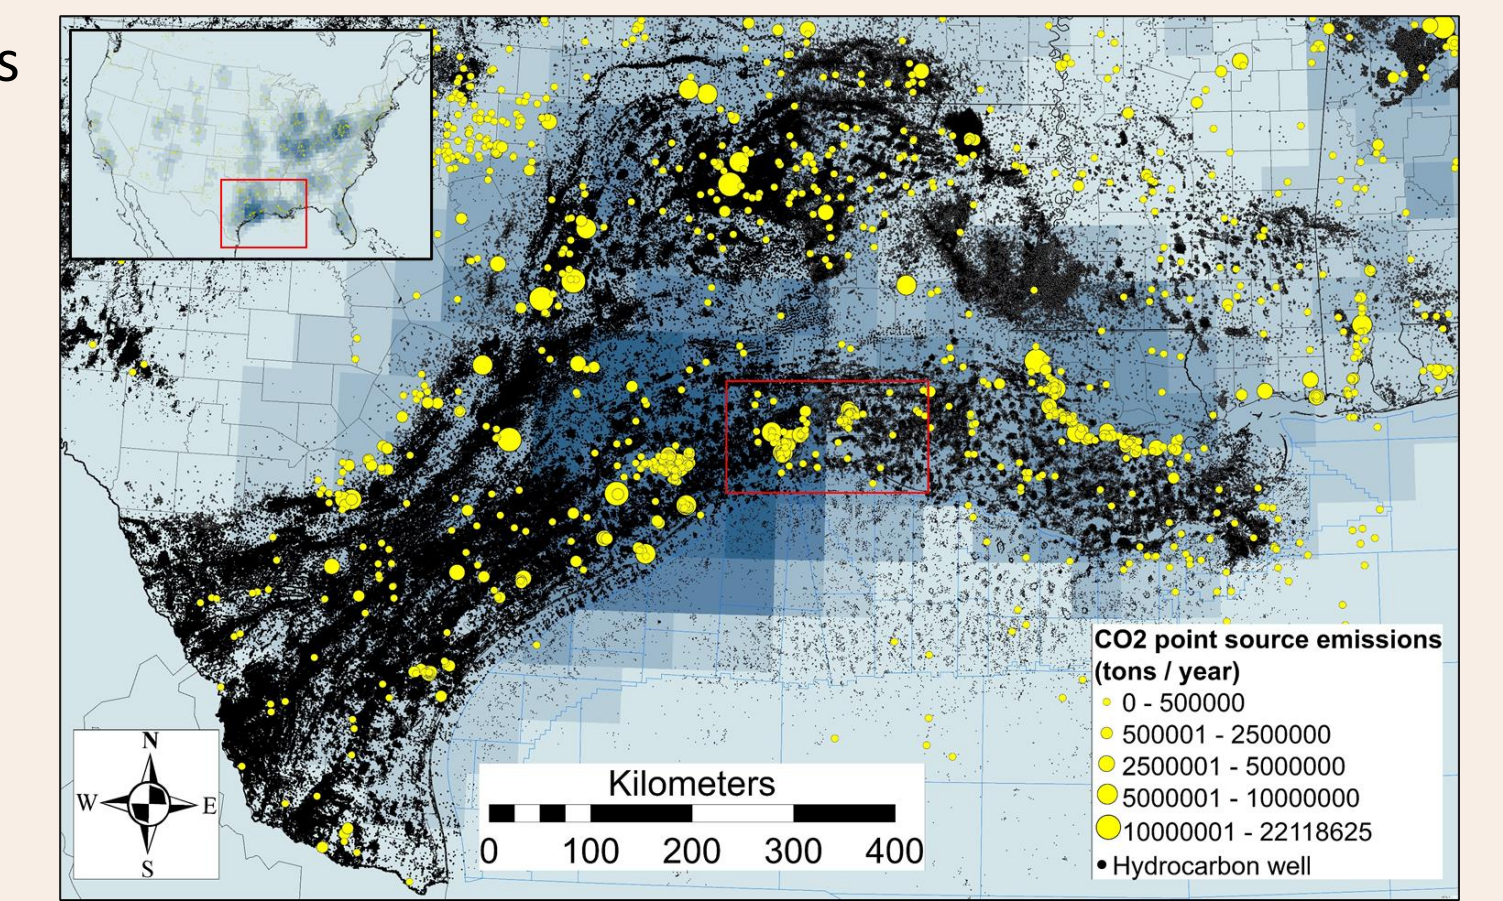 s
CO2 point source emissions
(tons / year)
0 - 500000
500001 - 2500000
2500001 - 5000000
5000001 - 10000000
10000001 - 22118625
Hydrocarbon well
N
W E
S
Kilometers
0 100 200 300 400